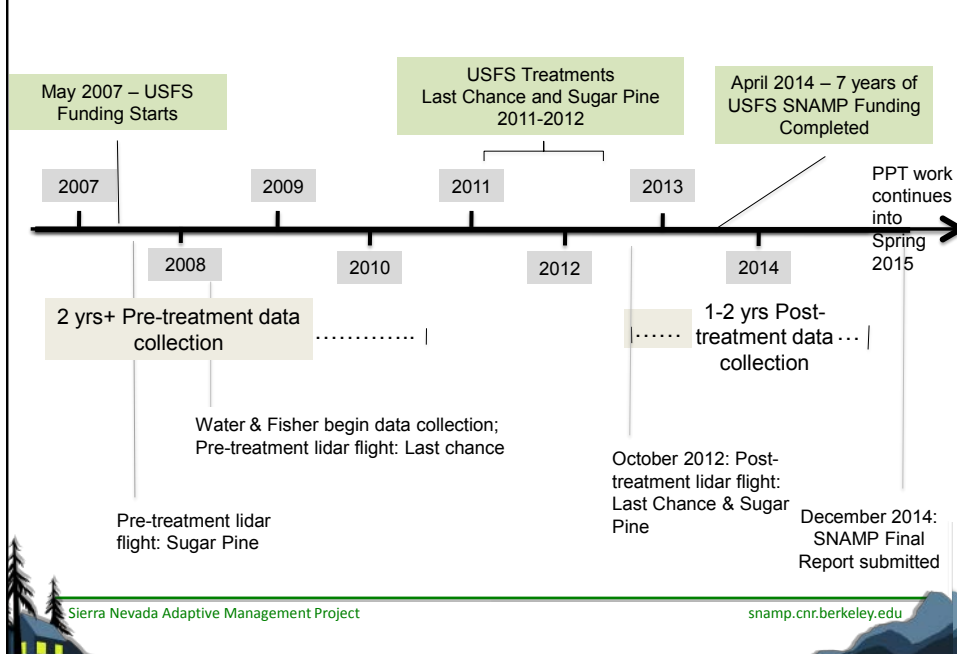 May 2007 – USFS
Funding Starts
USFS Treatments
Last Chance and Sugar Pine
2011-2012
April 2014 – 7 years of
USFS SNAMP Funding
Completed
2007
2009
2011
2013
PPT work
continues
into
Spring
2015
2008
2010
2012
2014
2 yrs+ Pre-treatment data
collection
.............
......
1-2 yrs Post-
treatment data
collection
...
Water & Fisher begin data collection;
Pre-treatment lidar flight: Last chance
Pre-treatment lidar
flight: Sugar Pine
October 2012: Post-
treatment lidar flight:
Last Chance & Sugar
Pine
December 2014:
SNAMP Final
Report submitted
Sierra Nevada Adaptive Management Project
snamp.cnr.berkeley.edu